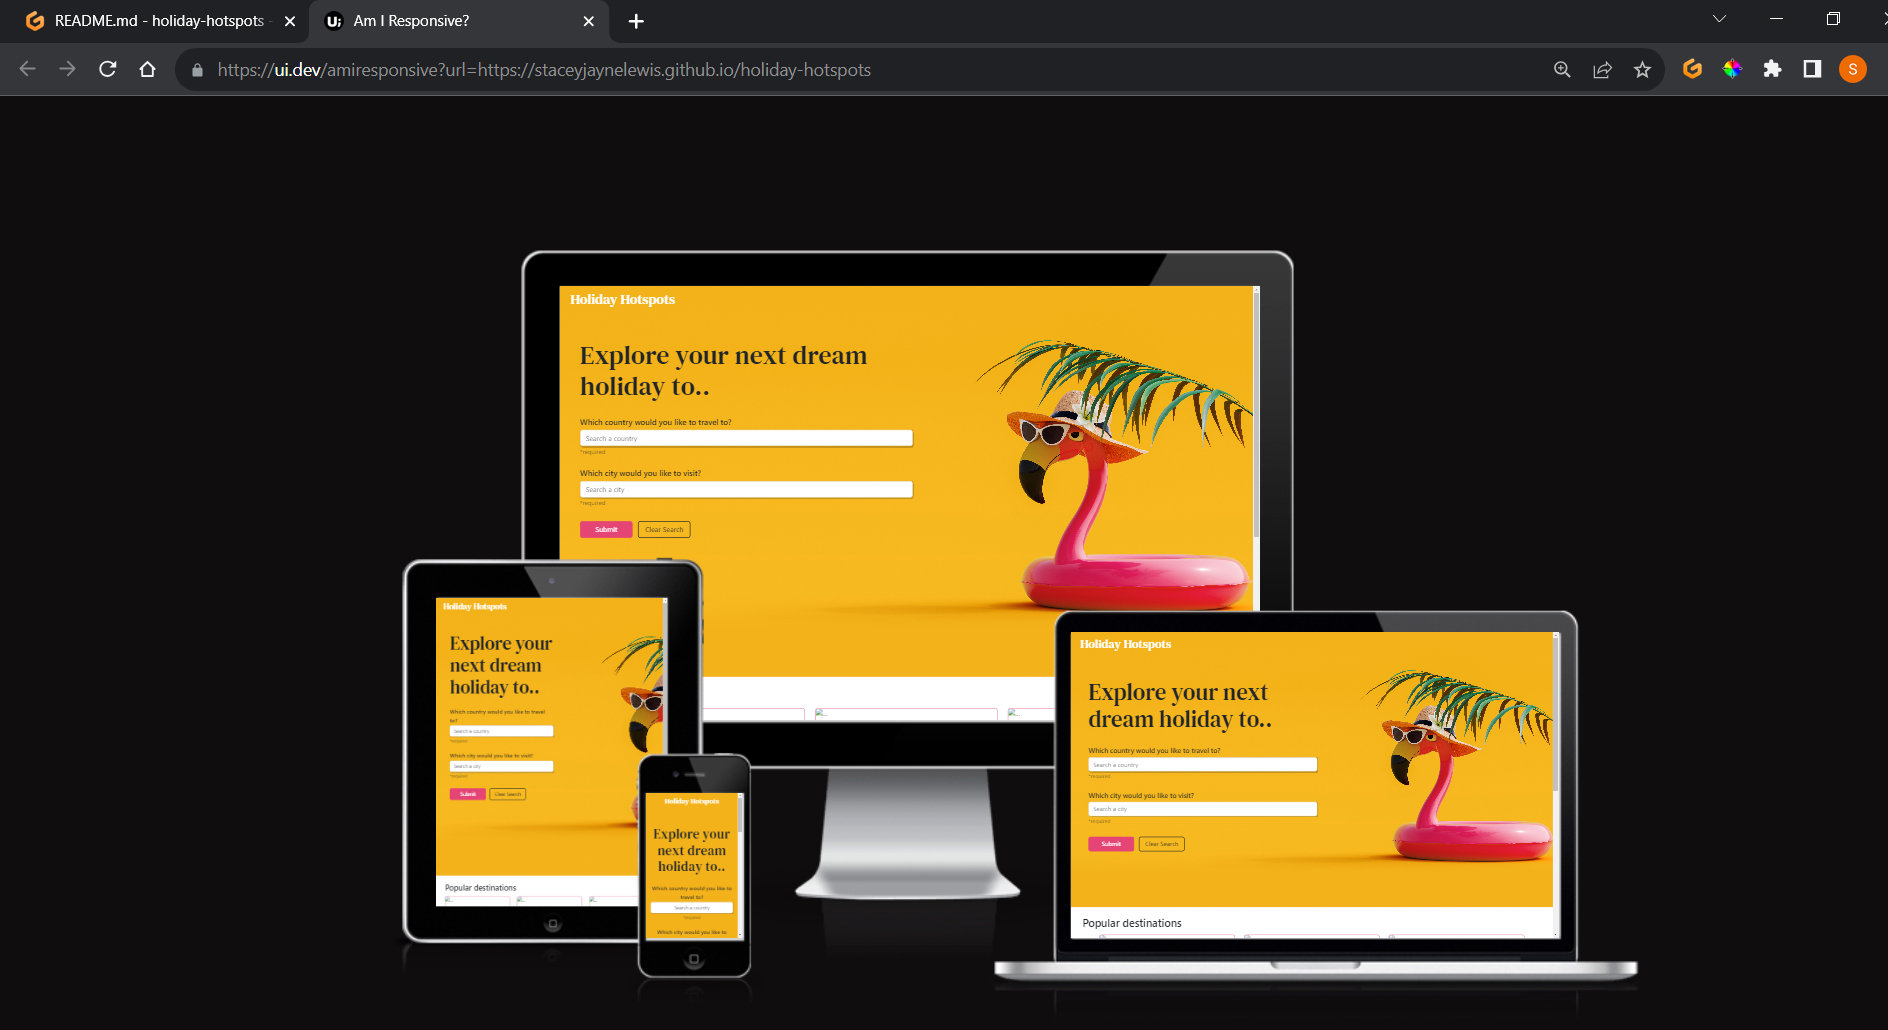 README.md - holiday-hotspots -
Am I Responsive?
https://ui.dev/amiresponsive?url=https://staceyjaynelewis.github.io/holiday-hotspots
S
Holiday Hotspots
Explore your next dream
holiday to..
Which country would you like to travel to?
Search a country
*required
Which city would you like to visit?
Search a city
*required
Submit
Clear Search
Holiday Hotspots
Explore your
next dream
holiday to..
Which country would you like to travel
to?
Search a country
*required
Which city would you like to visit?
Search a city
*required
Submit
Clear Search
Popular destinations
Holiday Hotspots
Explore your
next dream
holiday to..
Which country would you like to
travel to?
Search a country
*required
Which city would you like to
Holiday Hotspots
Explore your next
dream holiday to..
Which country would you like to travel to?
Search a country
*required
Which city would you like to visit?
Search a city
*required
Submit
Clear Search
Popular destinations